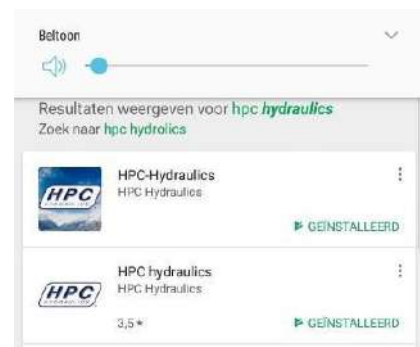 Beltoon
Resultaten weergeven voor hpc hydraulics
Zoek naar hpc hydrolics
HPC
HPC-Hydraulics
HPC Hydraulics
GEÏNSTALLEERD
HPC
HPC hydraulics
HPC Hydraulics
3,5★
GEÏNSTALLEERD